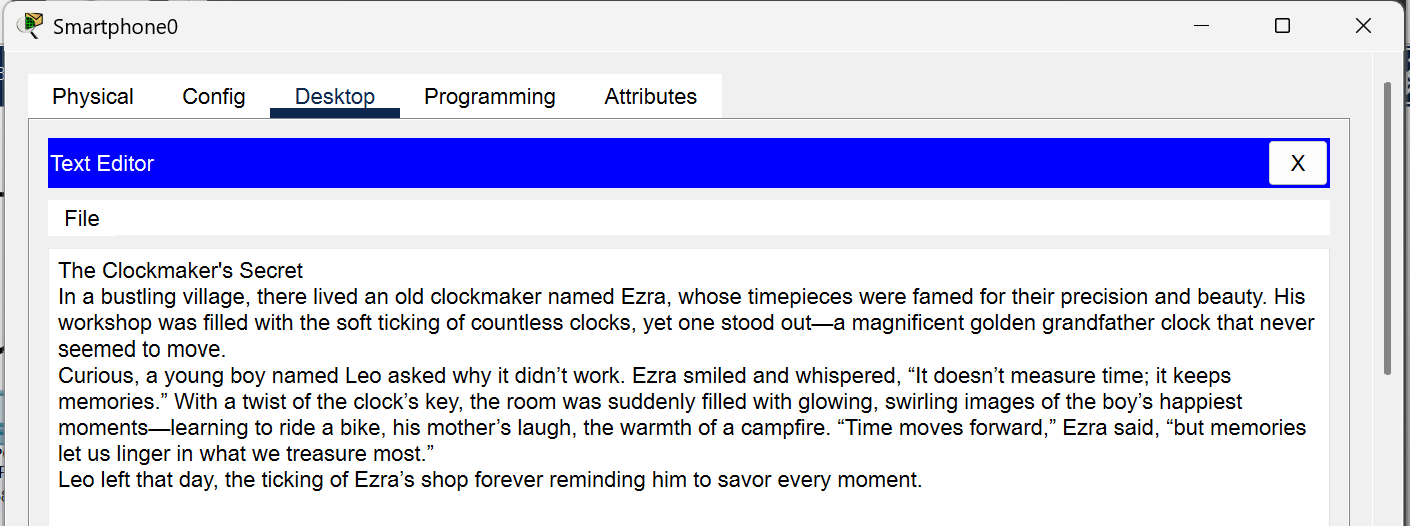 Smartphone0
Physical Config Desktop Programming Attributes
Text Editor X
File
The Clockmaker's Secret
In a bustling village, there lived an old clockmaker named Ezra, whose timepieces were famed for their precision and beauty. His
workshop was filled with the soft ticking of countless clocks, yet one stood out—a magnificent golden grandfather clock that never
seemed to move.
Curious, a young boy named Leo asked why it didn’t work. Ezra smiled and whispered, “It doesn’t measure time; it keeps
memories.” With a twist of the clock’s key, the room was suddenly filled with glowing, swirling images of the boy’s happiest
moments—learning to ride a bike, his mother’s laugh, the warmth of a campfire. “Time moves forward,” Ezra said, “but memories
let us linger in what we treasure most.”
Leo left that day, the ticking of Ezra’s shop forever reminding him to savor every moment.